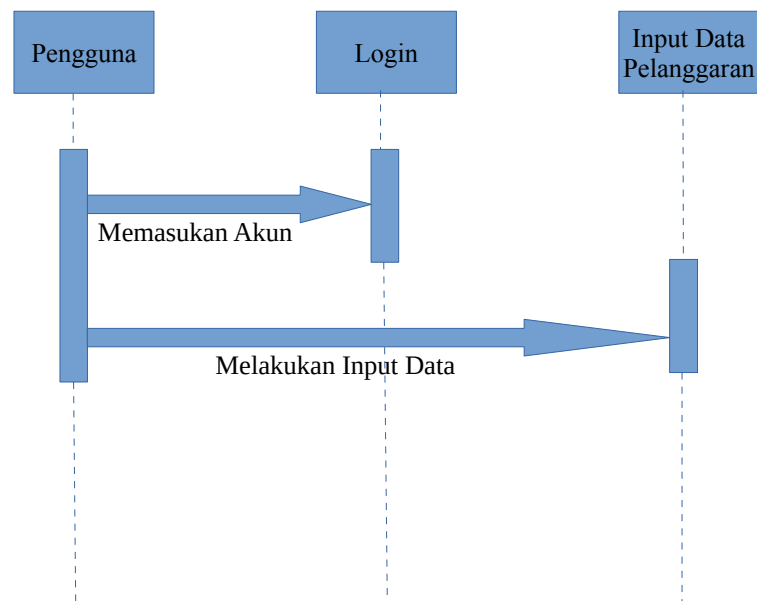 Pengguna
Login
Input Data
Pelanggaran
Memasukan Akun
Melakukan Input Data